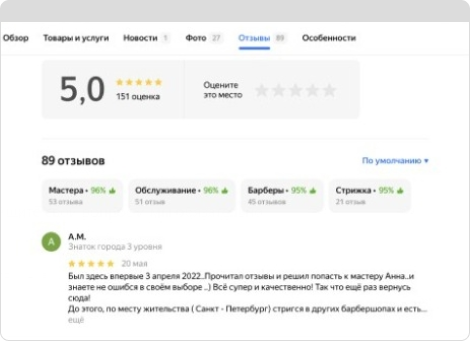 Обзор Товары и услуги Новости 1 Фото 27 Отзывы 89 Особенности
5,0
151 оценка
Оцените
это место
89 отзывов
По умолчанию
Мастера • 96% Обслуживание • 96% Барберы • 95% Стрижка • 95%
53 отзыва 51 отзыв 45 отзывов 21 отзыв
А
А.М.
Знаток города 3 уровня
20 мая
Был здесь впервые 3 апреля 2022..Прочитал отзывы и решил попасть к мастеру Анна..и
знаете не ошибся в своём выборе ..) Всё супер и качественно! Так что ещё раз вернусь
сюда!
До этого, по месту жительства ( Санкт - Петербург) стригся в других барбершопах и есть...
ещё